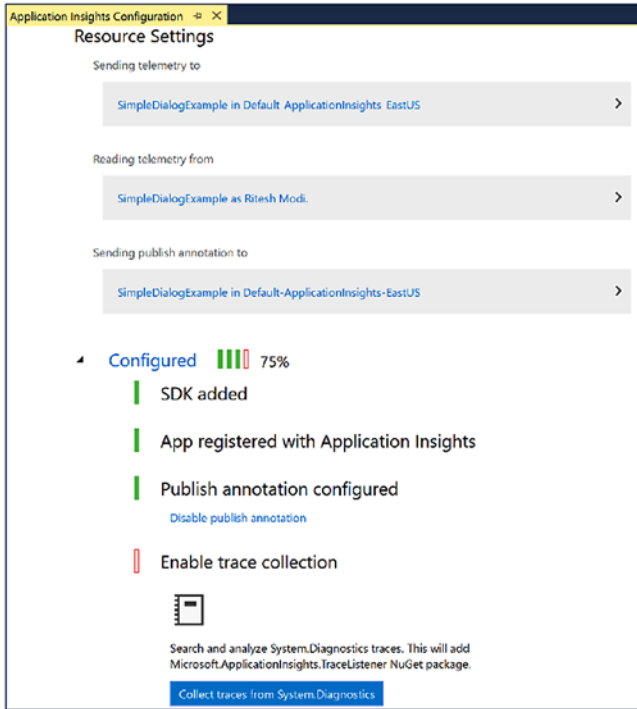 Application Insights Configuration
Resource Settings
Sending telemetry to
SimpleDialogExample in Default ApplicationInsights EastUS
Reading telemetry from
SimpleDialogExample as Ritesh Modi.
Sending publish annotation to
SimpleDialogExample in Default-ApplicationInsights-EastUS
Configured 75%
SDK added
App registered with Application Insights
Publish annotation configured
Disable publish annotation
Enable trace collection
Search and analyze System.Diagnostics traces. This will add
Microsoft.ApplicationInsights.TraceListener NuGet package.
Collect traces from System.Diagnostics